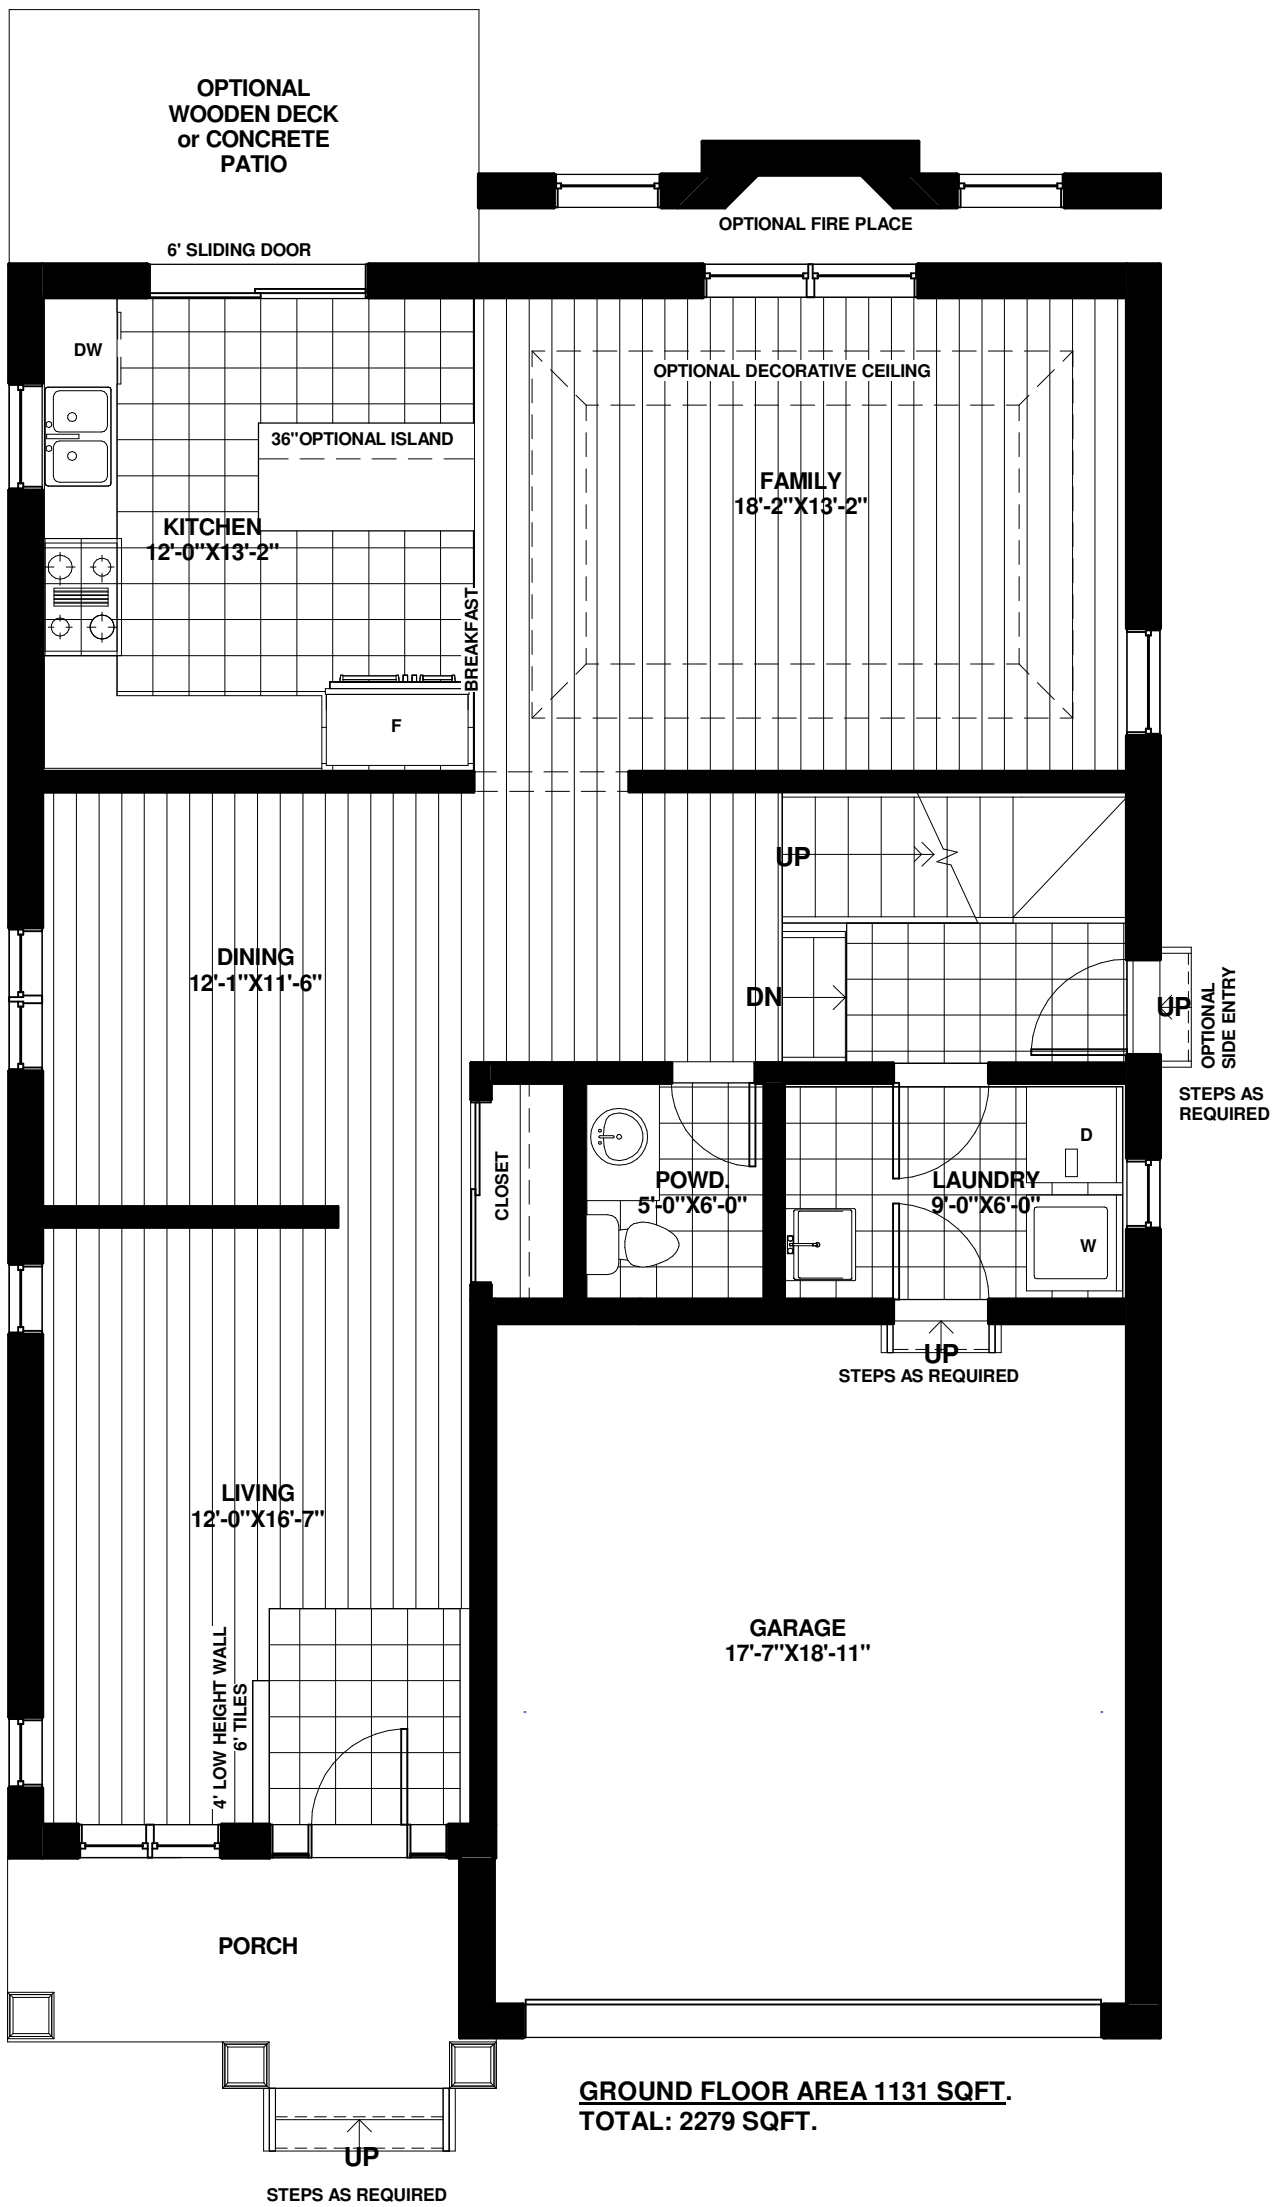 OPTIONAL
WOODEN DECK
or CONCRETE
PATIO
OPTIONAL FIRE PLACE
6' SLIDING DOOR
DW
OPTIONAL DECORATIVE CEILING
36"OPTIONAL ISLAND
FAMILY
18'-2"X13'-2"
KITCHEN
12'-0"X13'-2"
BREAKFAST
F
UP
DINING
12'-1"X11'-6"
DN
UP
OPTIONAL
SIDE ENTRY
STEPS AS
REQUIRED
D
CLOSET
POWD.
5'-0"X6'-0"
LAUNDRY
9'-0"X6'-0"
W
UP
STEPS AS REQUIRED
LIVING
12'-0"X16'-7"
GARAGE
17'-7"X18'-11"
4' LOW HEIGHT WALL
6' TILES
PORCH
GROUND FLOOR AREA 1131 SQFT.
TOTAL: 2279 SQFT.
UP
STEPS AS REQUIRED